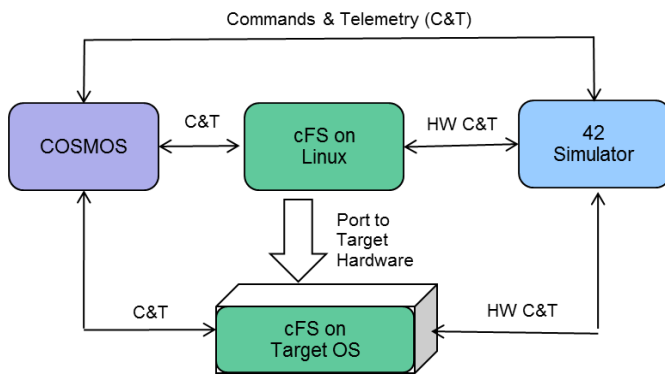 Commands & Telemetry (C&T)
C&T
HW C&T
COSMOS
cFS on
Linux
42
Simulator
Port to
Target
Hardware
C&T
HW C&T
cFS on
Target OS